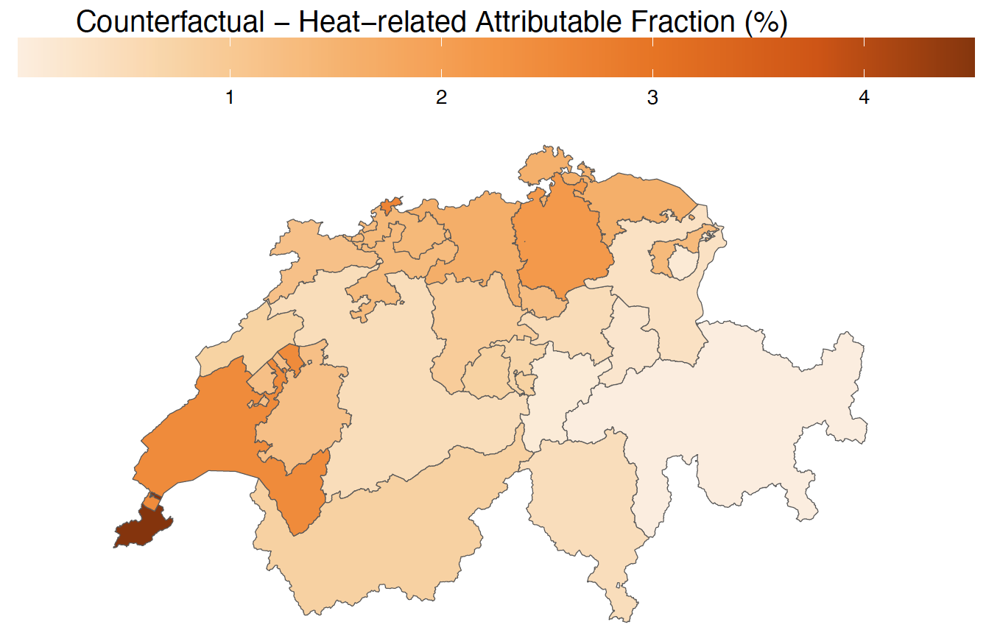 Counterfactual − Heat−related Attributable Fraction (%)
1 2 3 4